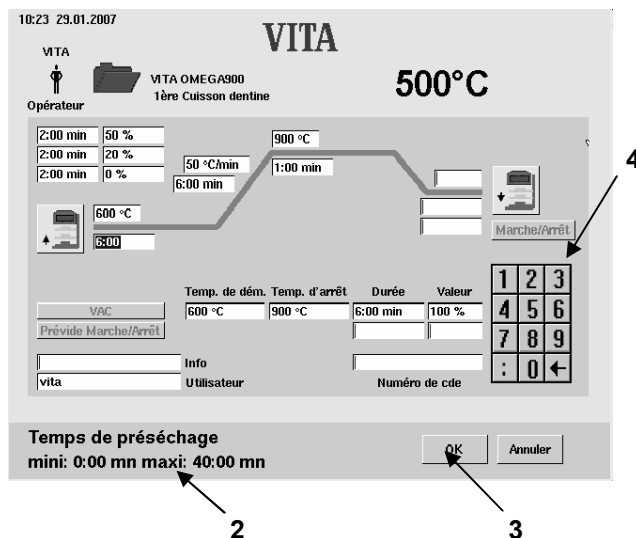 10:23 29.01.2007
VITA
VITA
VITA OMEGA900
1ère Cuisson dentine
500°C
Opérateur
2:00 min 50 %
2:00 min 20 %
2:00 min 0 %
50 °C/min
6:00 min
900 °C
1:00 min
4
600 °C
6:00
Marche/Arrêt
1 2 3
4 5 6
7 8 9
: 0 ←
Temp. de dém. Temp. d'arrêt Durée Valeur
600 °C 900 °C 6:00 min 100 %
VAC
Prévide Marche/Arrêt
Info
vita Utilisateur Numéro de cde
Temps de préséchage
mini: 0:00 mn maxi: 40:00 mn
OK Annuler
2 3